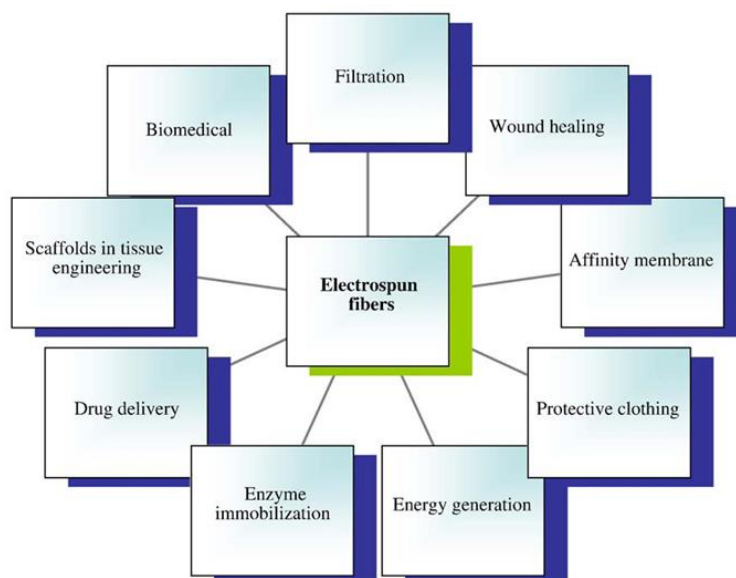 Filtration
Wound healing
Affinity membrane
Protective clothing
Energy generation
Enzyme
immobilization
Drug delivery
Scaffolds in tissue
engineering
Biomedical
Electrospun
fibers